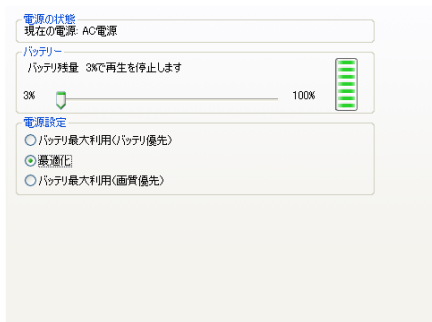 電源の状態
現在の電源: AC電源
バッテリー
バッテリ残量 3%で再生を停止します
3%
100%
電源設定
バッテリ最大利用(バッテリ優先)
最適化
バッテリ最大利用(画質優先)